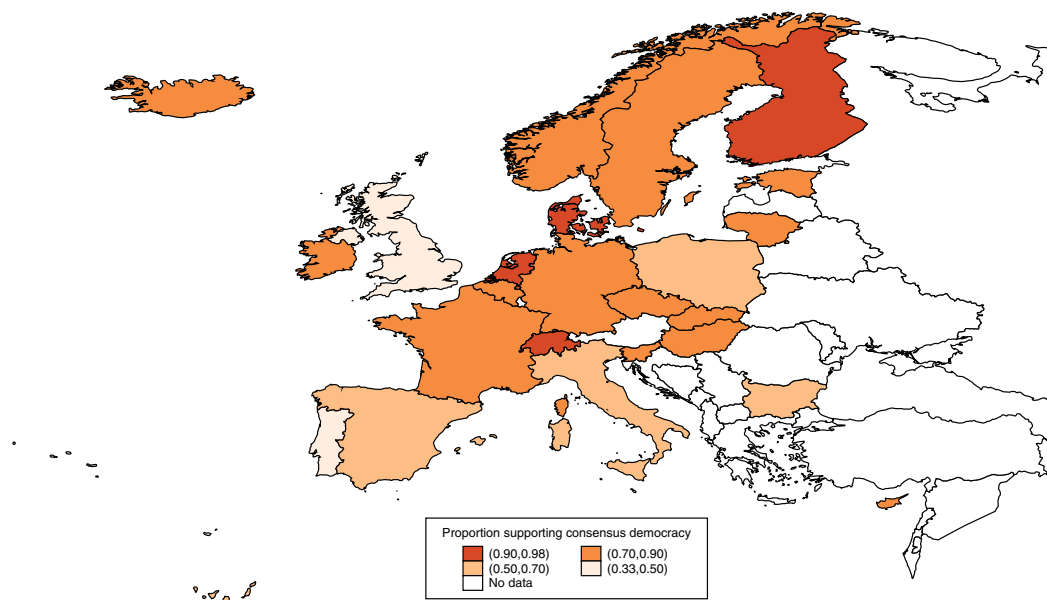 Proportion supporting consensus democracy
(0.90,0.98) (0.70,0.90)
(0.50,0.70) (0.33,0.50)
No data